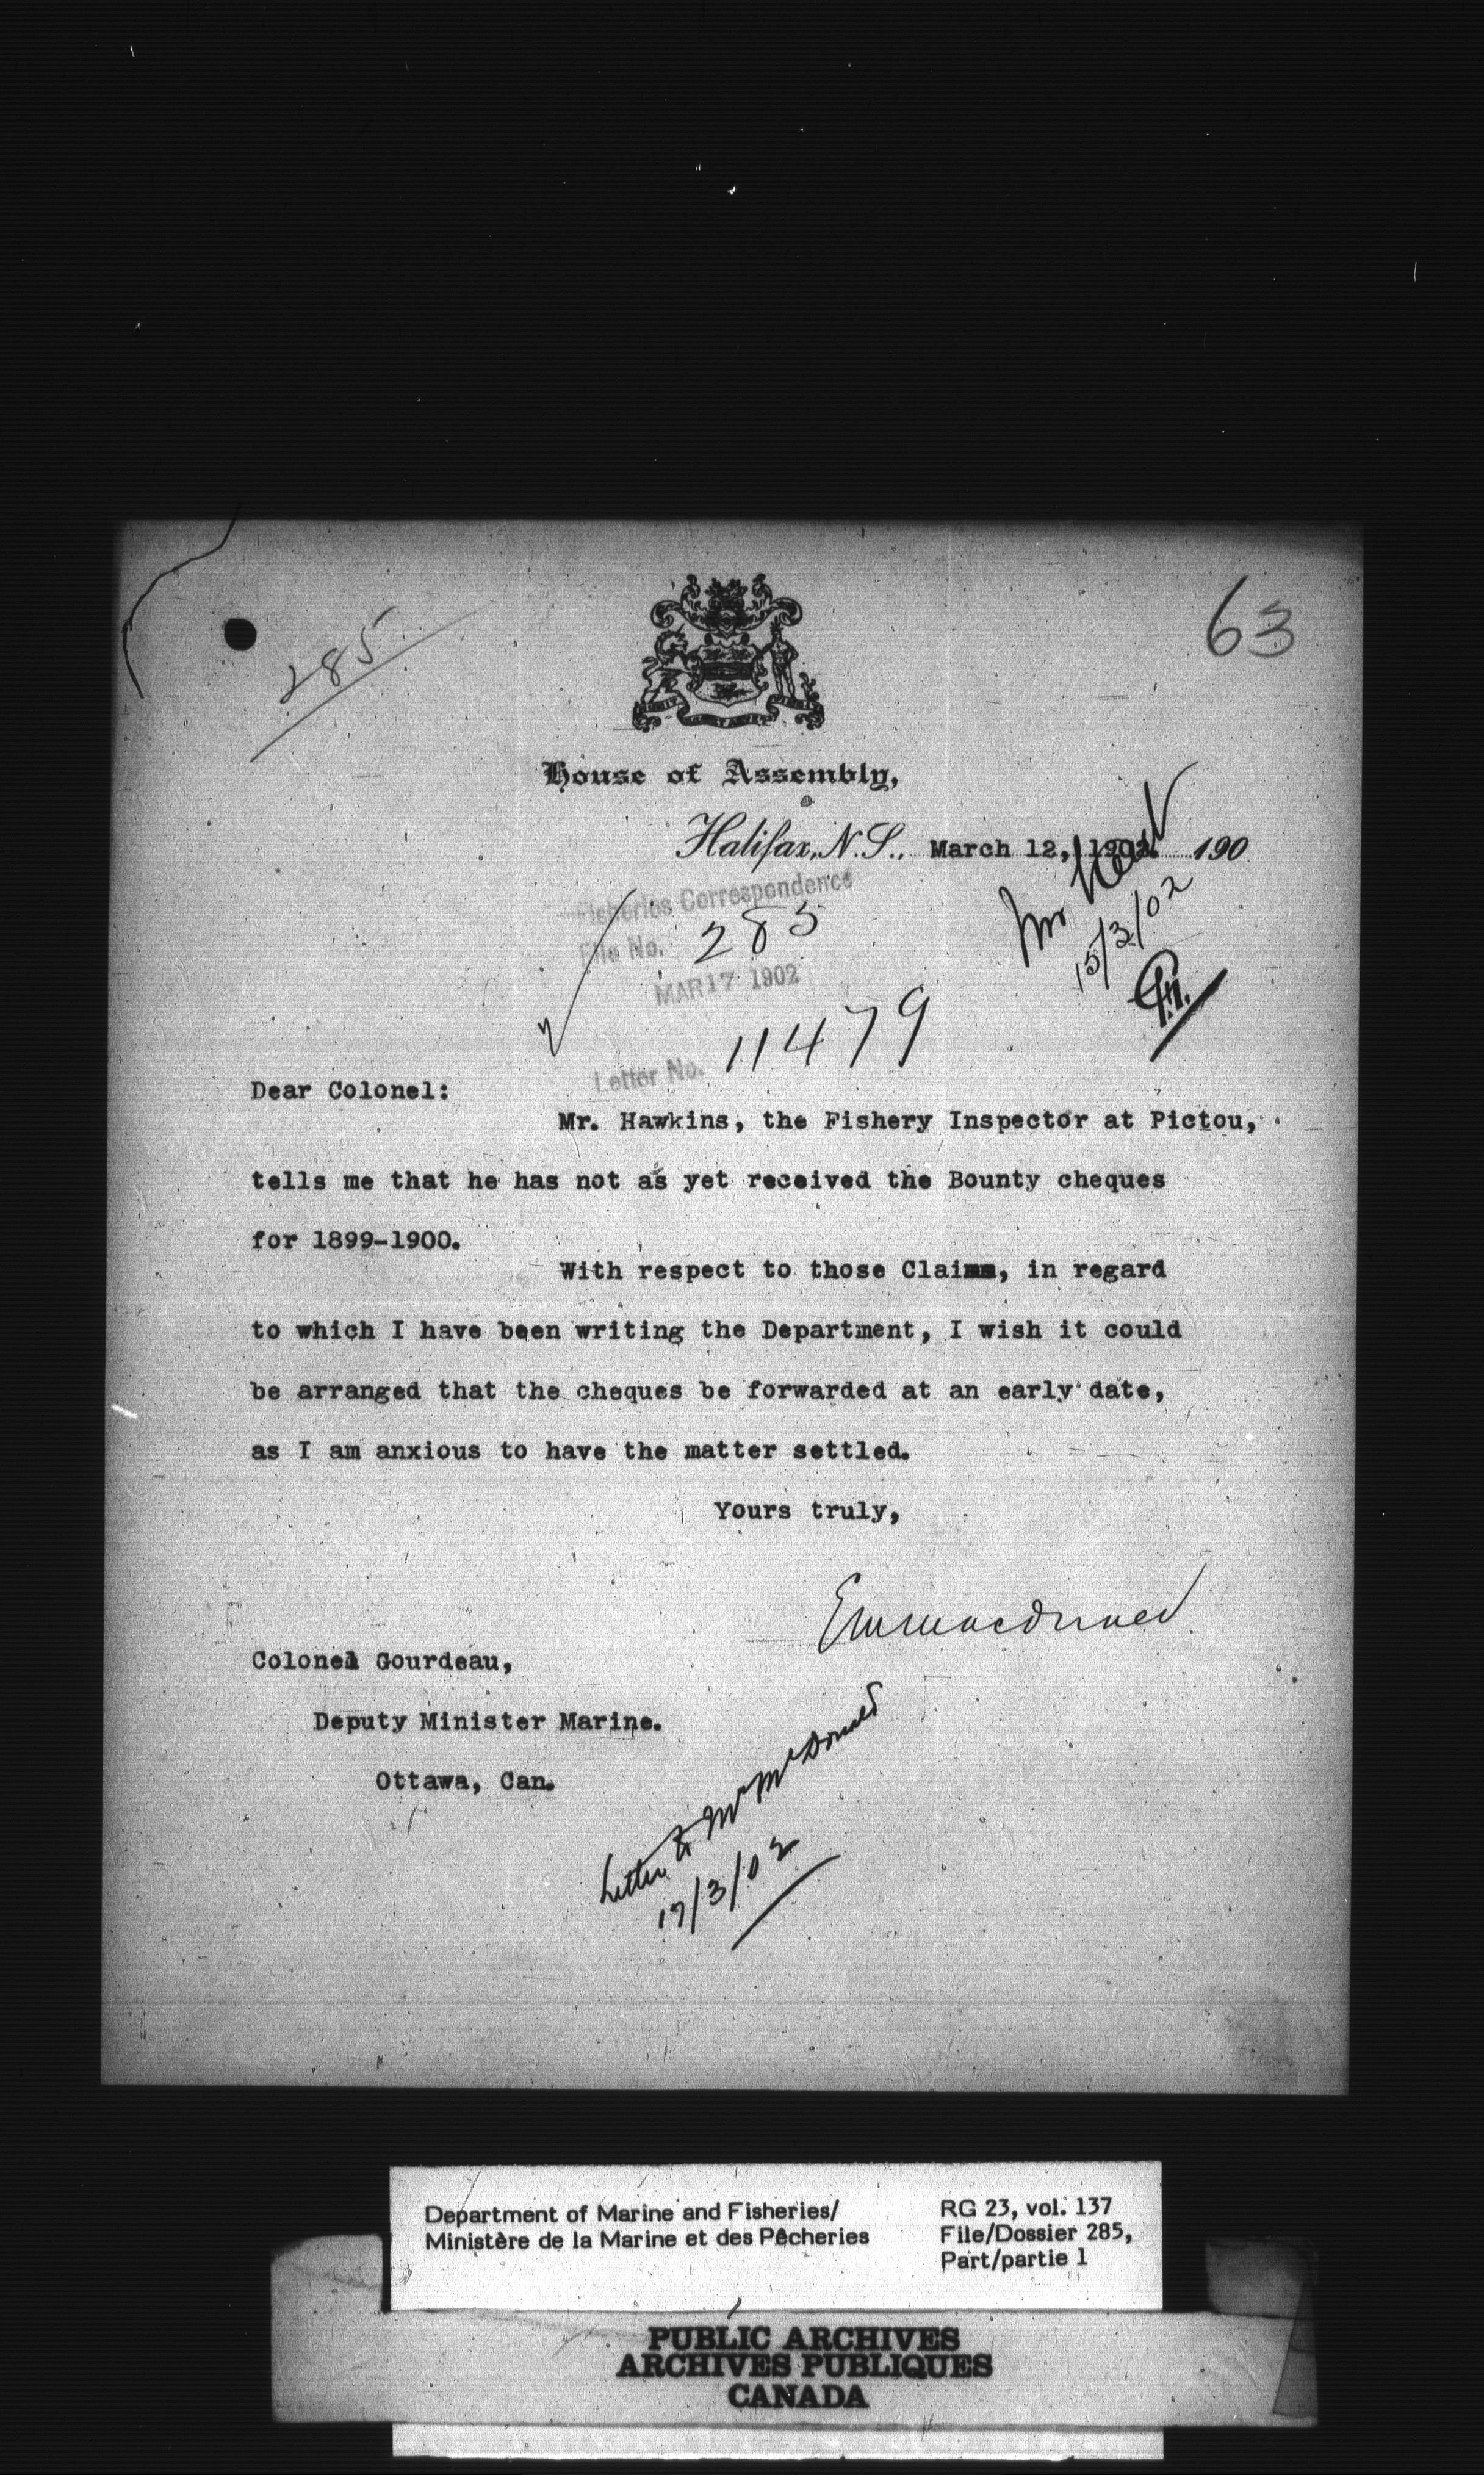 63
285
House of Assembly,
Halifax, N.S., March 12, 1902. 190
Mr
15/3/02
Fisheries Correspondence
File No. 285
MAR 17 1902
Letter No. 11479
Dear Colonel:
Mr. Hawkins, the Fishery Inspector at Pictou,
tells me that he has not as yet received the Bounty cheques
for 1899-1900.
With respect to those Claims, in regard
to which I have been writing the Department, I wish it could
be arranged that the cheques be forwarded at an early date,
as I am anxious to have the matter settled.
Yours truly,
Colonel Gourdeau,
Deputy Minister Marine.
Ottawa, Can.
Letter to Mr McDonald
17/3/02
Department of Marine and Fisheries/
Ministère de la Marine et des Pêcheries
RG 23, vol. 137
File/Dossier 285,
Part/partie 1
PUBLIC ARCHIVES
ARCHIVES PUBLIQUES
CANADA